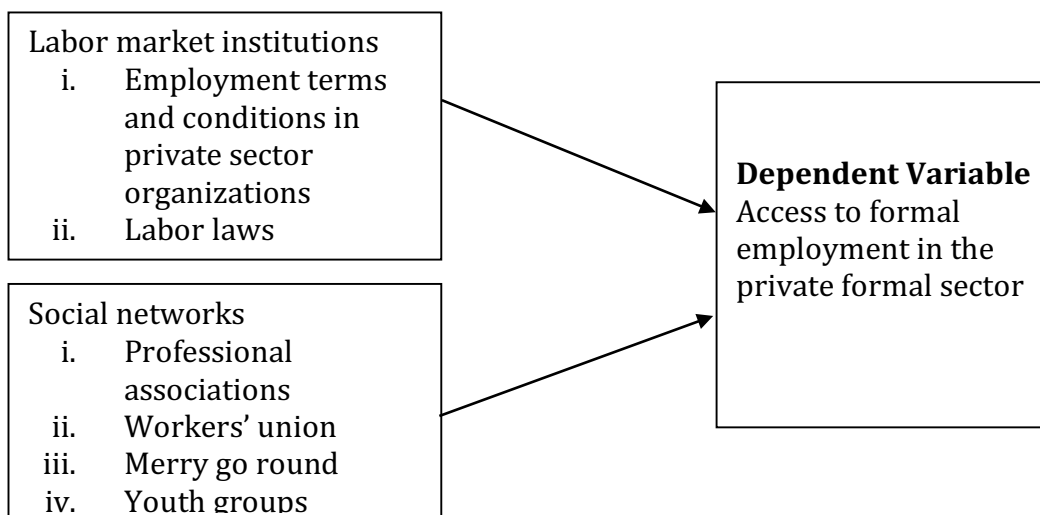 Labor market institutions
i. Employment terms
and conditions in
private sector
organizations
ii. Labor laws
Social networks
i. Professional
associations
ii. Workers’ union
iii. Merry go round
iv. Youth groups
Dependent Variable
Access to formal
employment in the
private formal sector